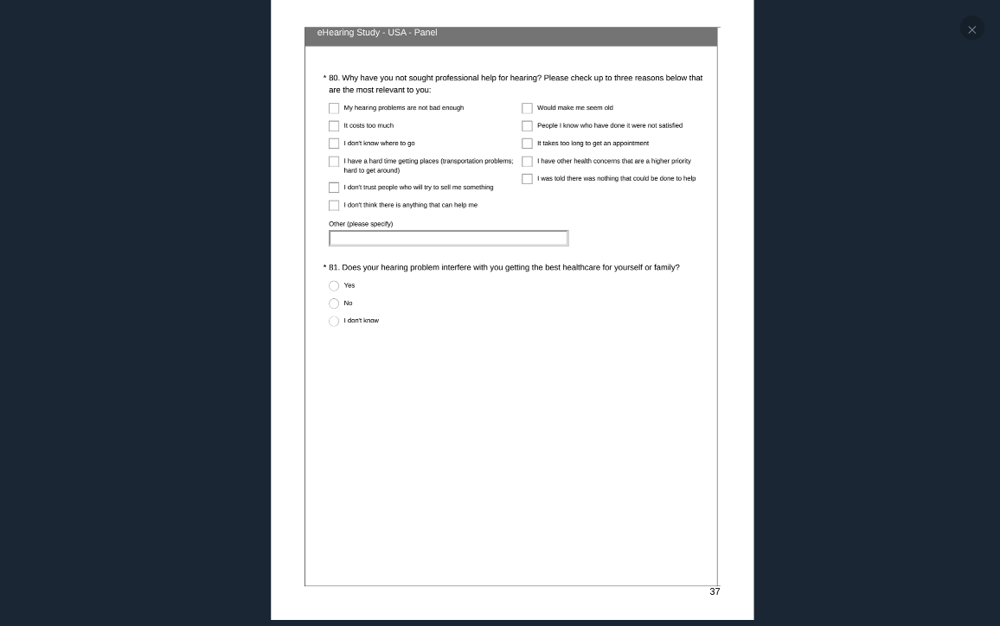 eHearing Study - USA - Panel
* 80. Why have you not sought professional help for hearing? Please check up to three reasons below that
are the most relevant to you:
My hearing problems are not bad enough
It costs too much
I don't know where to go
I have a hard time getting places (transportation problems;
hard to get around)
I don't trust people who will try to sell me something
I don't think there is anything that can help me
Would make me seem old
People I know who have done it were not satisfied
It takes too long to get an appointment
I have other health concerns that are a higher priority
I was told there was nothing that could be done to help
Other (please specify)
* 81. Does your hearing problem interfere with you getting the best healthcare for yourself or family?
Yes
No
I don't know
37